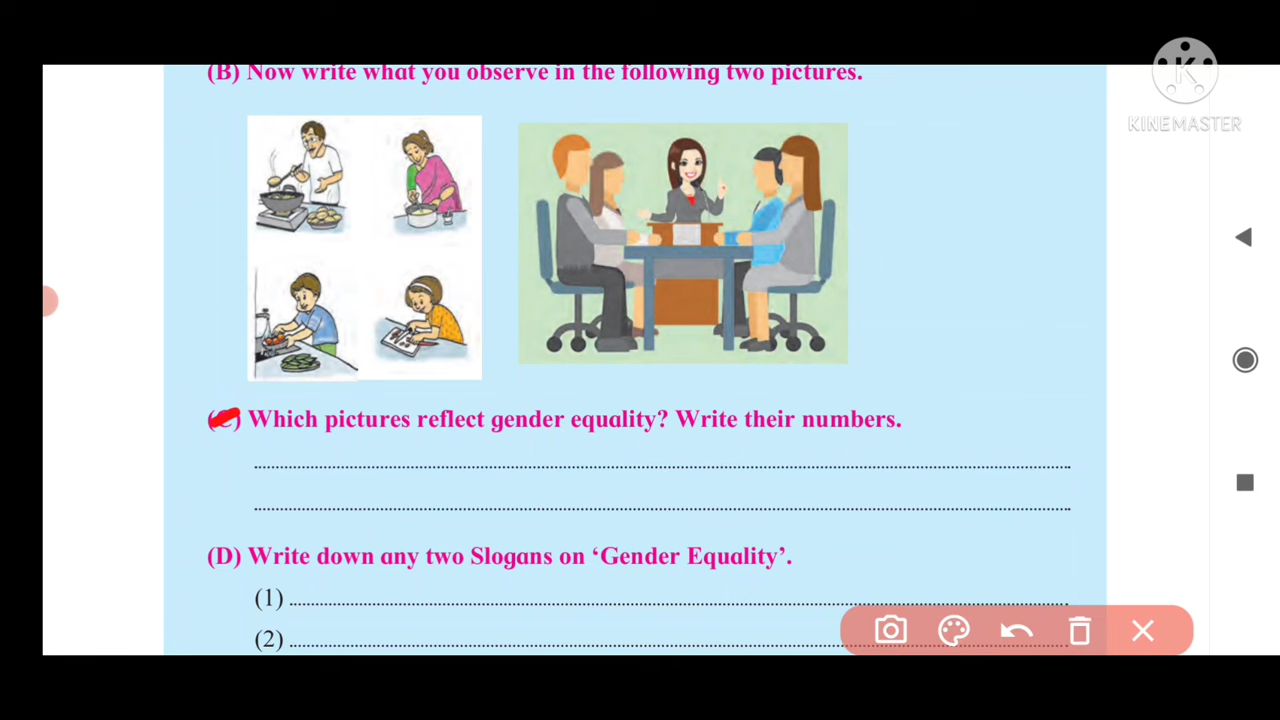 (B) Now write what you observe in the following two pictures.
KINEMASTER
(C) Which pictures reflect gender equality? Write their numbers.
(D) Write down any two Slogans on ‘Gender Equality’.
(1)
(2)